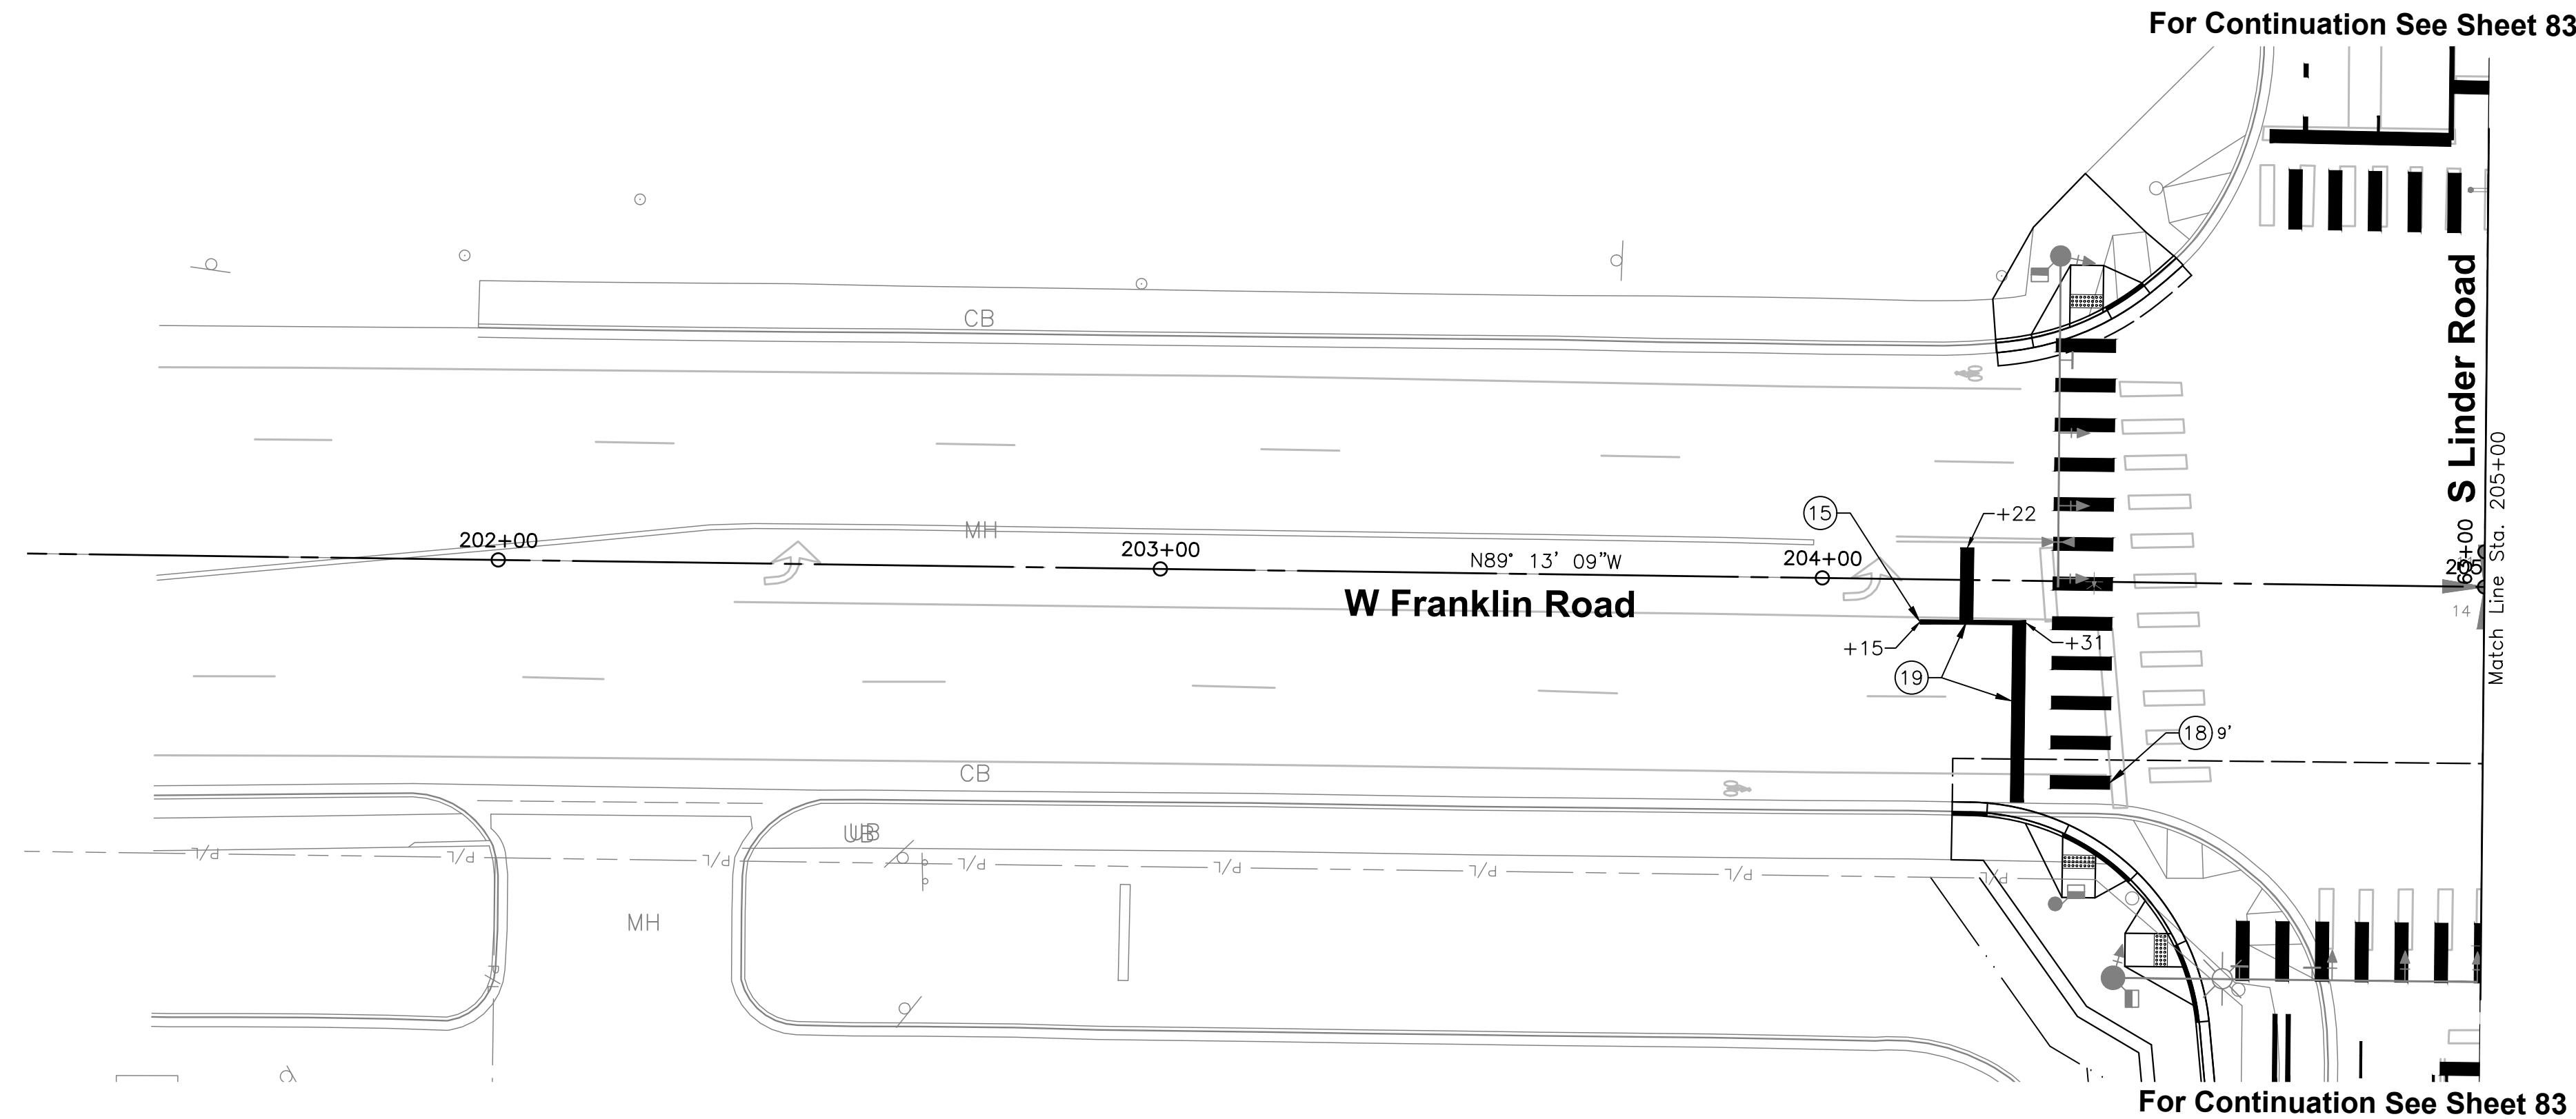 For Continuation See Sheet 83
S Linder Road
CB
Match Line Sta. 205+00
15
+22
MH
202+00
203+00
N89° 13' 09"W
204+00
W Franklin Road
14
+15
+31
19
18 9'
CB
P/L P/L P/L P/L P/L P/L P/L P/L
MH
For Continuation See Sheet 83